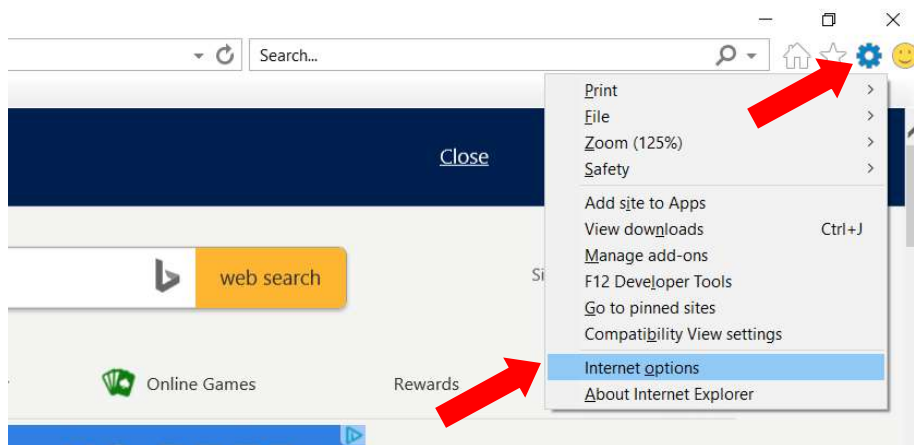 Search...
Print
File
Zoom (125%)
Safety
Close
Add site to Apps
View downloads Ctrl+J
Manage add-ons
web search
Si
F12 Developer Tools
Go to pinned sites
Compatibility View settings
Internet options
Online Games
Rewards
About Internet Explorer